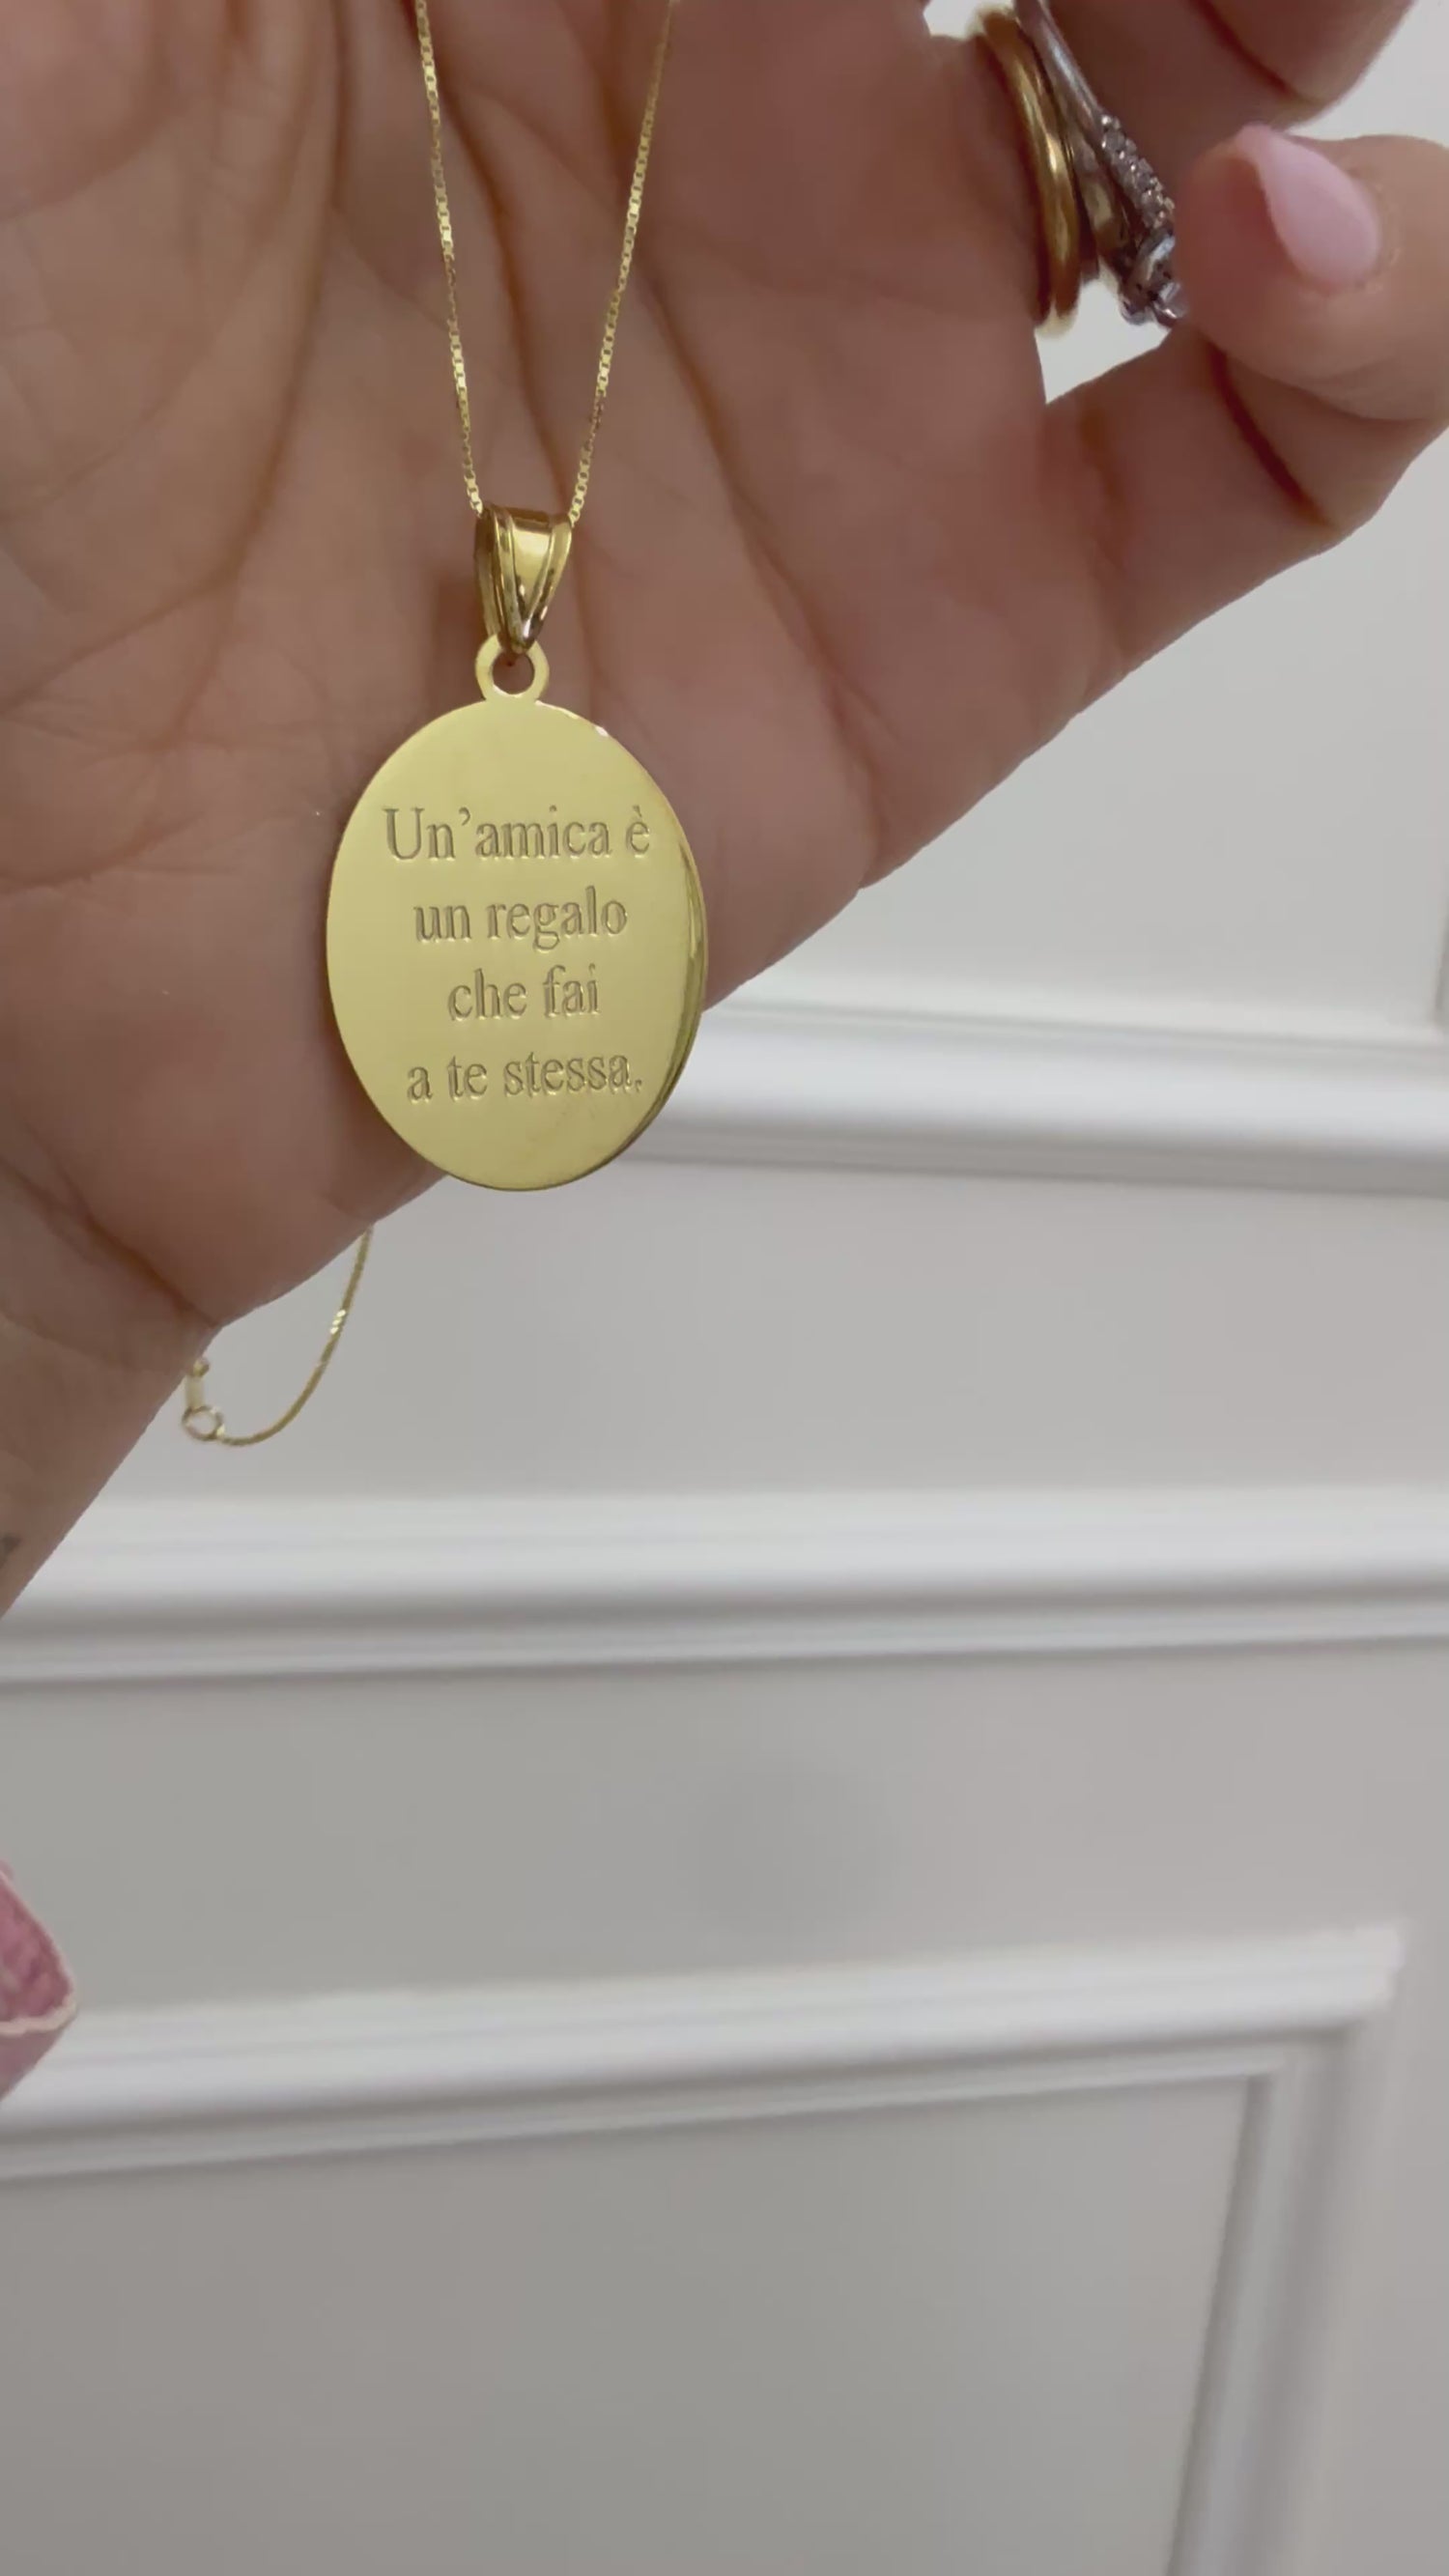 Un’amica è
un regalo
che fai
a te stessa.